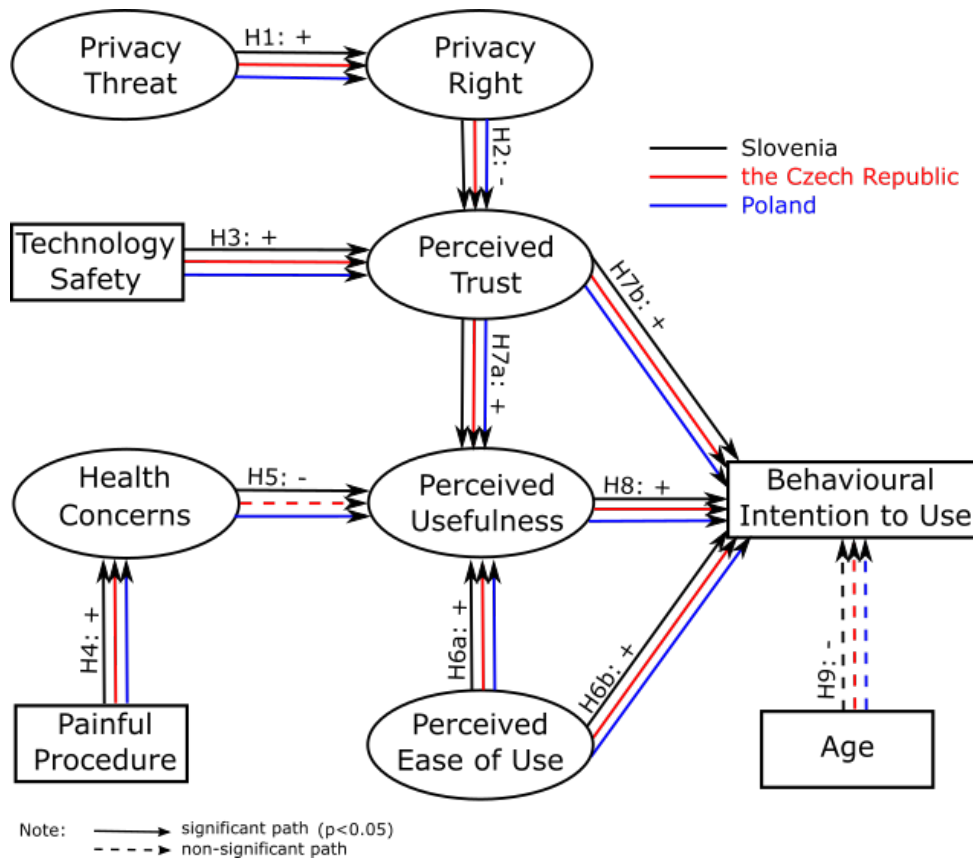 Privacy
Threat
H1: +
Privacy
Right
H2: -
Slovenia
the Czech Republic
Poland
Technology
Safety
H3: +
Perceived
Trust
H7b: +
H7a: +
Health
Concerns
H5: -
Perceived
Usefulness
H8: +
Behavioural
Intention to Use
H4: +
H6a: +
H6b: +
H9: -
Painful
Procedure
Perceived
Ease of Use
Age
Note:
significant path (p<0.05)
non-significant path